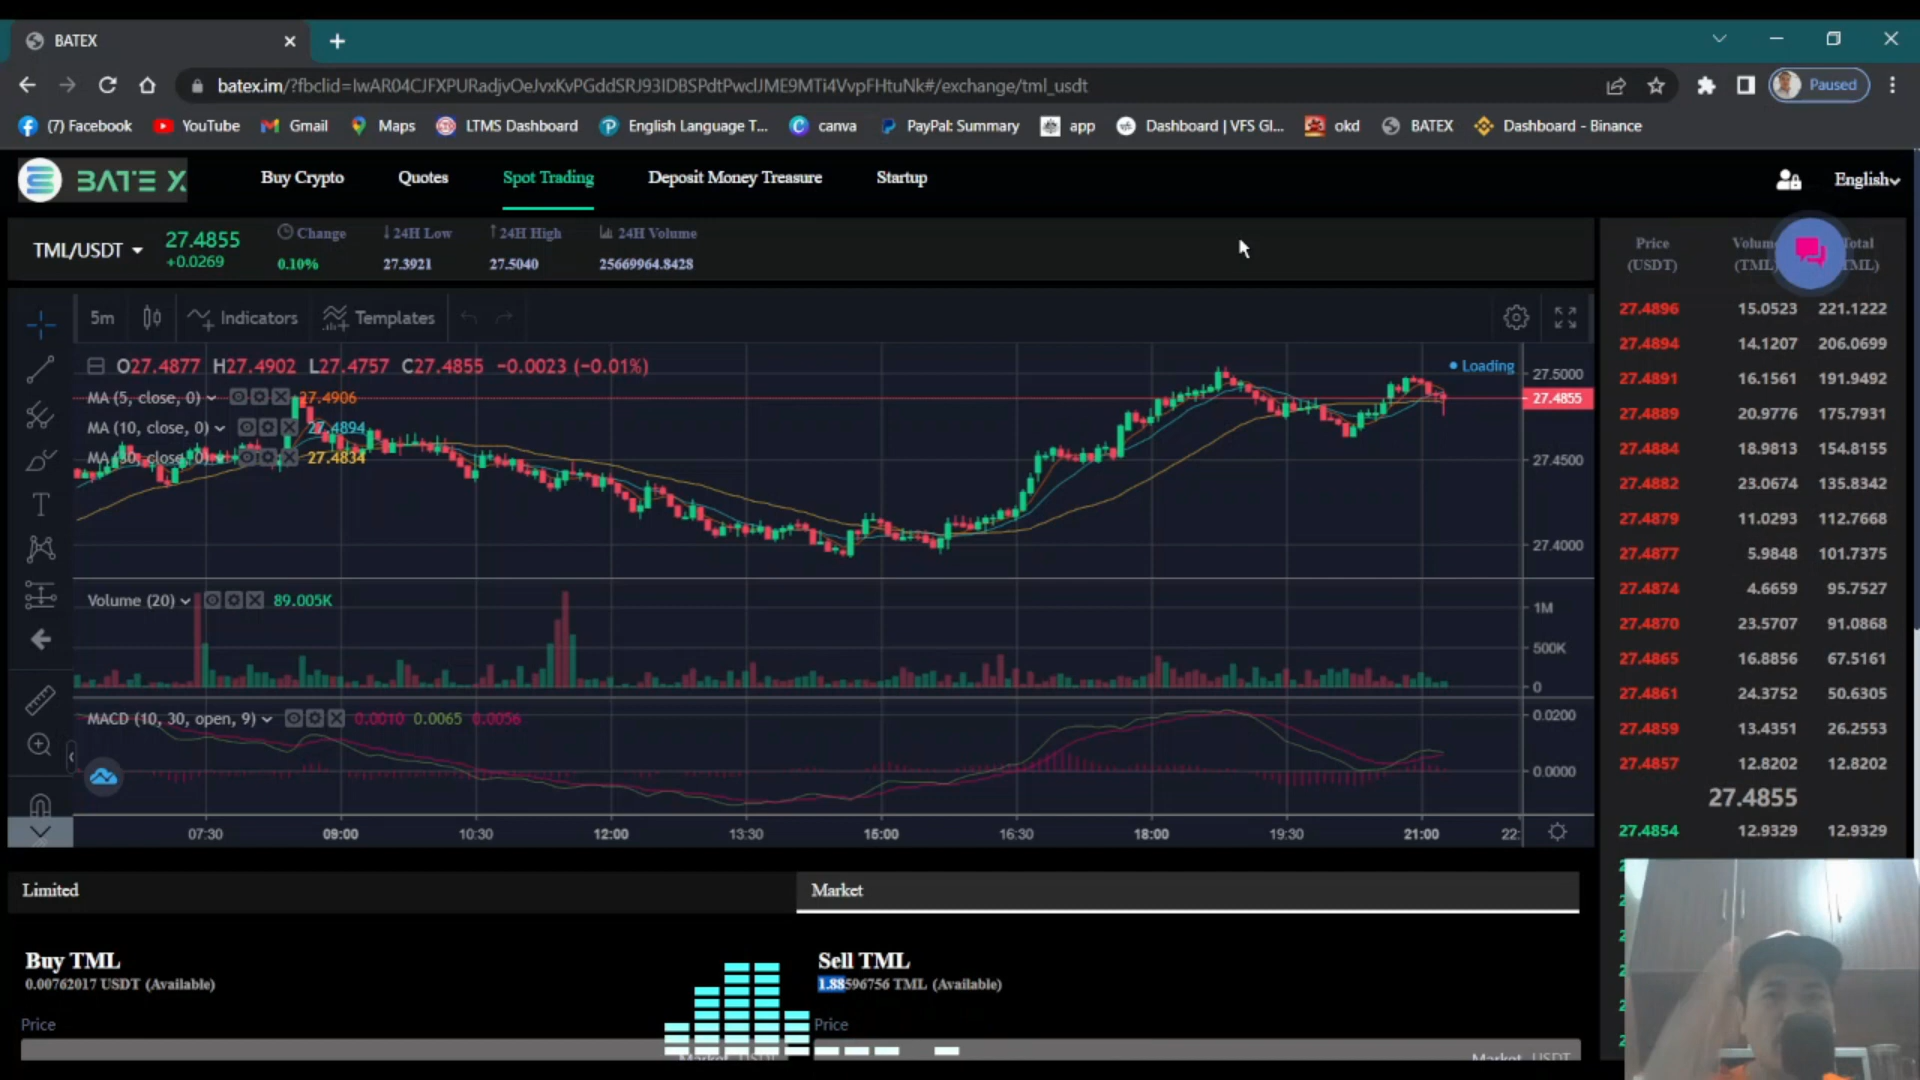 BATEX
batex.im/?fbclid=IwAR04CJFXPURadjvOeJvxKvPGddSRJ93IDBSPdtPwclJME9MTi4VvpFHtuNk#/exchange/tml_usdt
Paused
(7) Facebook YouTube Gmail Maps LTMS Dashboard English Language T... canva PayPal: Summary app Dashboard | VFS Gl... okd BATEX Dashboard - Binance
BATE X Buy Crypto Quotes Spot Trading Deposit Money Treasure Startup English
TML/USDT 27.4855 +0.0269
Change 24H Low 24H High 24H Volume
0.10% 27.3921 27.5040 25669964.8428
5m Indicators Templates
O27.4877 H27.4902 L27.4757 C27.4855 −0.0023 (−0.01%)
Loading
MA (5, close, 0) 27.4906
MA (10, close, 0) 27.4894
MA (30, close, 0) 27.4834
27.5000
27.4855
27.4500
27.4000
Volume (20) 89.005K
1M
500K
0
MACD (10, 30, open, 9) 0.0010 0.0065 0.0056
0.0200
0.0000
07:30 09:00 10:30 12:00 13:30 15:00 16:30 18:00 19:30 21:00 22:
Price (USDT) Volum (TML) otal TML)
27.4896 15.0523 221.1222
27.4894 14.1207 206.0699
27.4891 16.1561 191.9492
27.4889 20.9776 175.7931
27.4884 18.9813 154.8155
27.4882 23.0674 135.8342
27.4879 11.0293 112.7668
27.4877 5.9848 101.7375
27.4874 4.6659 95.7527
27.4870 23.5707 91.0868
27.4865 16.8856 67.5161
27.4861 24.3752 50.6305
27.4859 13.4351 26.2553
27.4857 12.8202 12.8202
27.4855
27.4854 12.9329 12.9329
Limited Market
Buy TML
0.00762017 USDT (Available)
Price
Sell TML
1.88596756 TML (Available)
Price
Market USDT